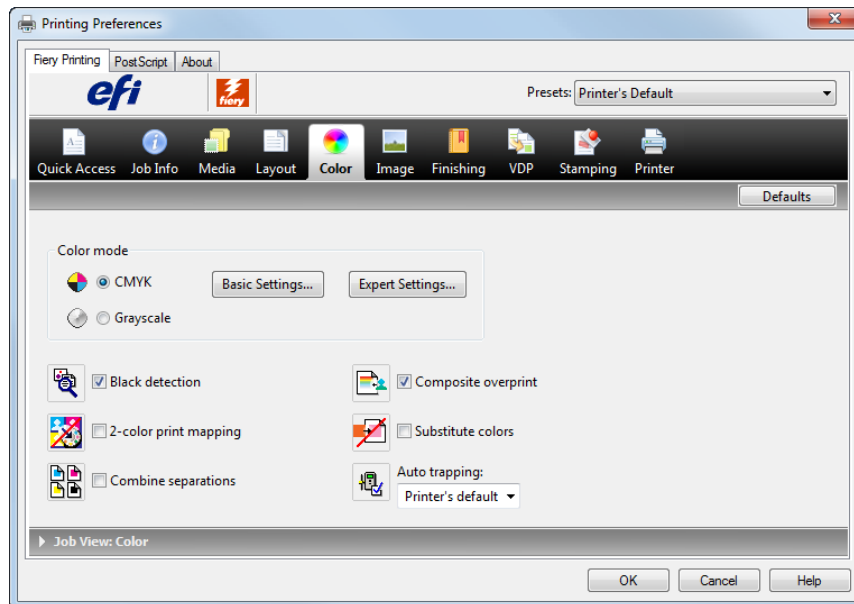 Printing Preferences
Fiery Printing PostScript About
efi fiery Presets: Printer's Default
Quick Access Job Info Media Layout Color Image Finishing VDP Stamping Printer
Defaults
Color mode
CMYK Basic Settings... Expert Settings...
Grayscale
Black detection Composite overprint
2-color print mapping Substitute colors
Combine separations Auto trapping:
Printer's default
Job View: Color
OK Cancel Help